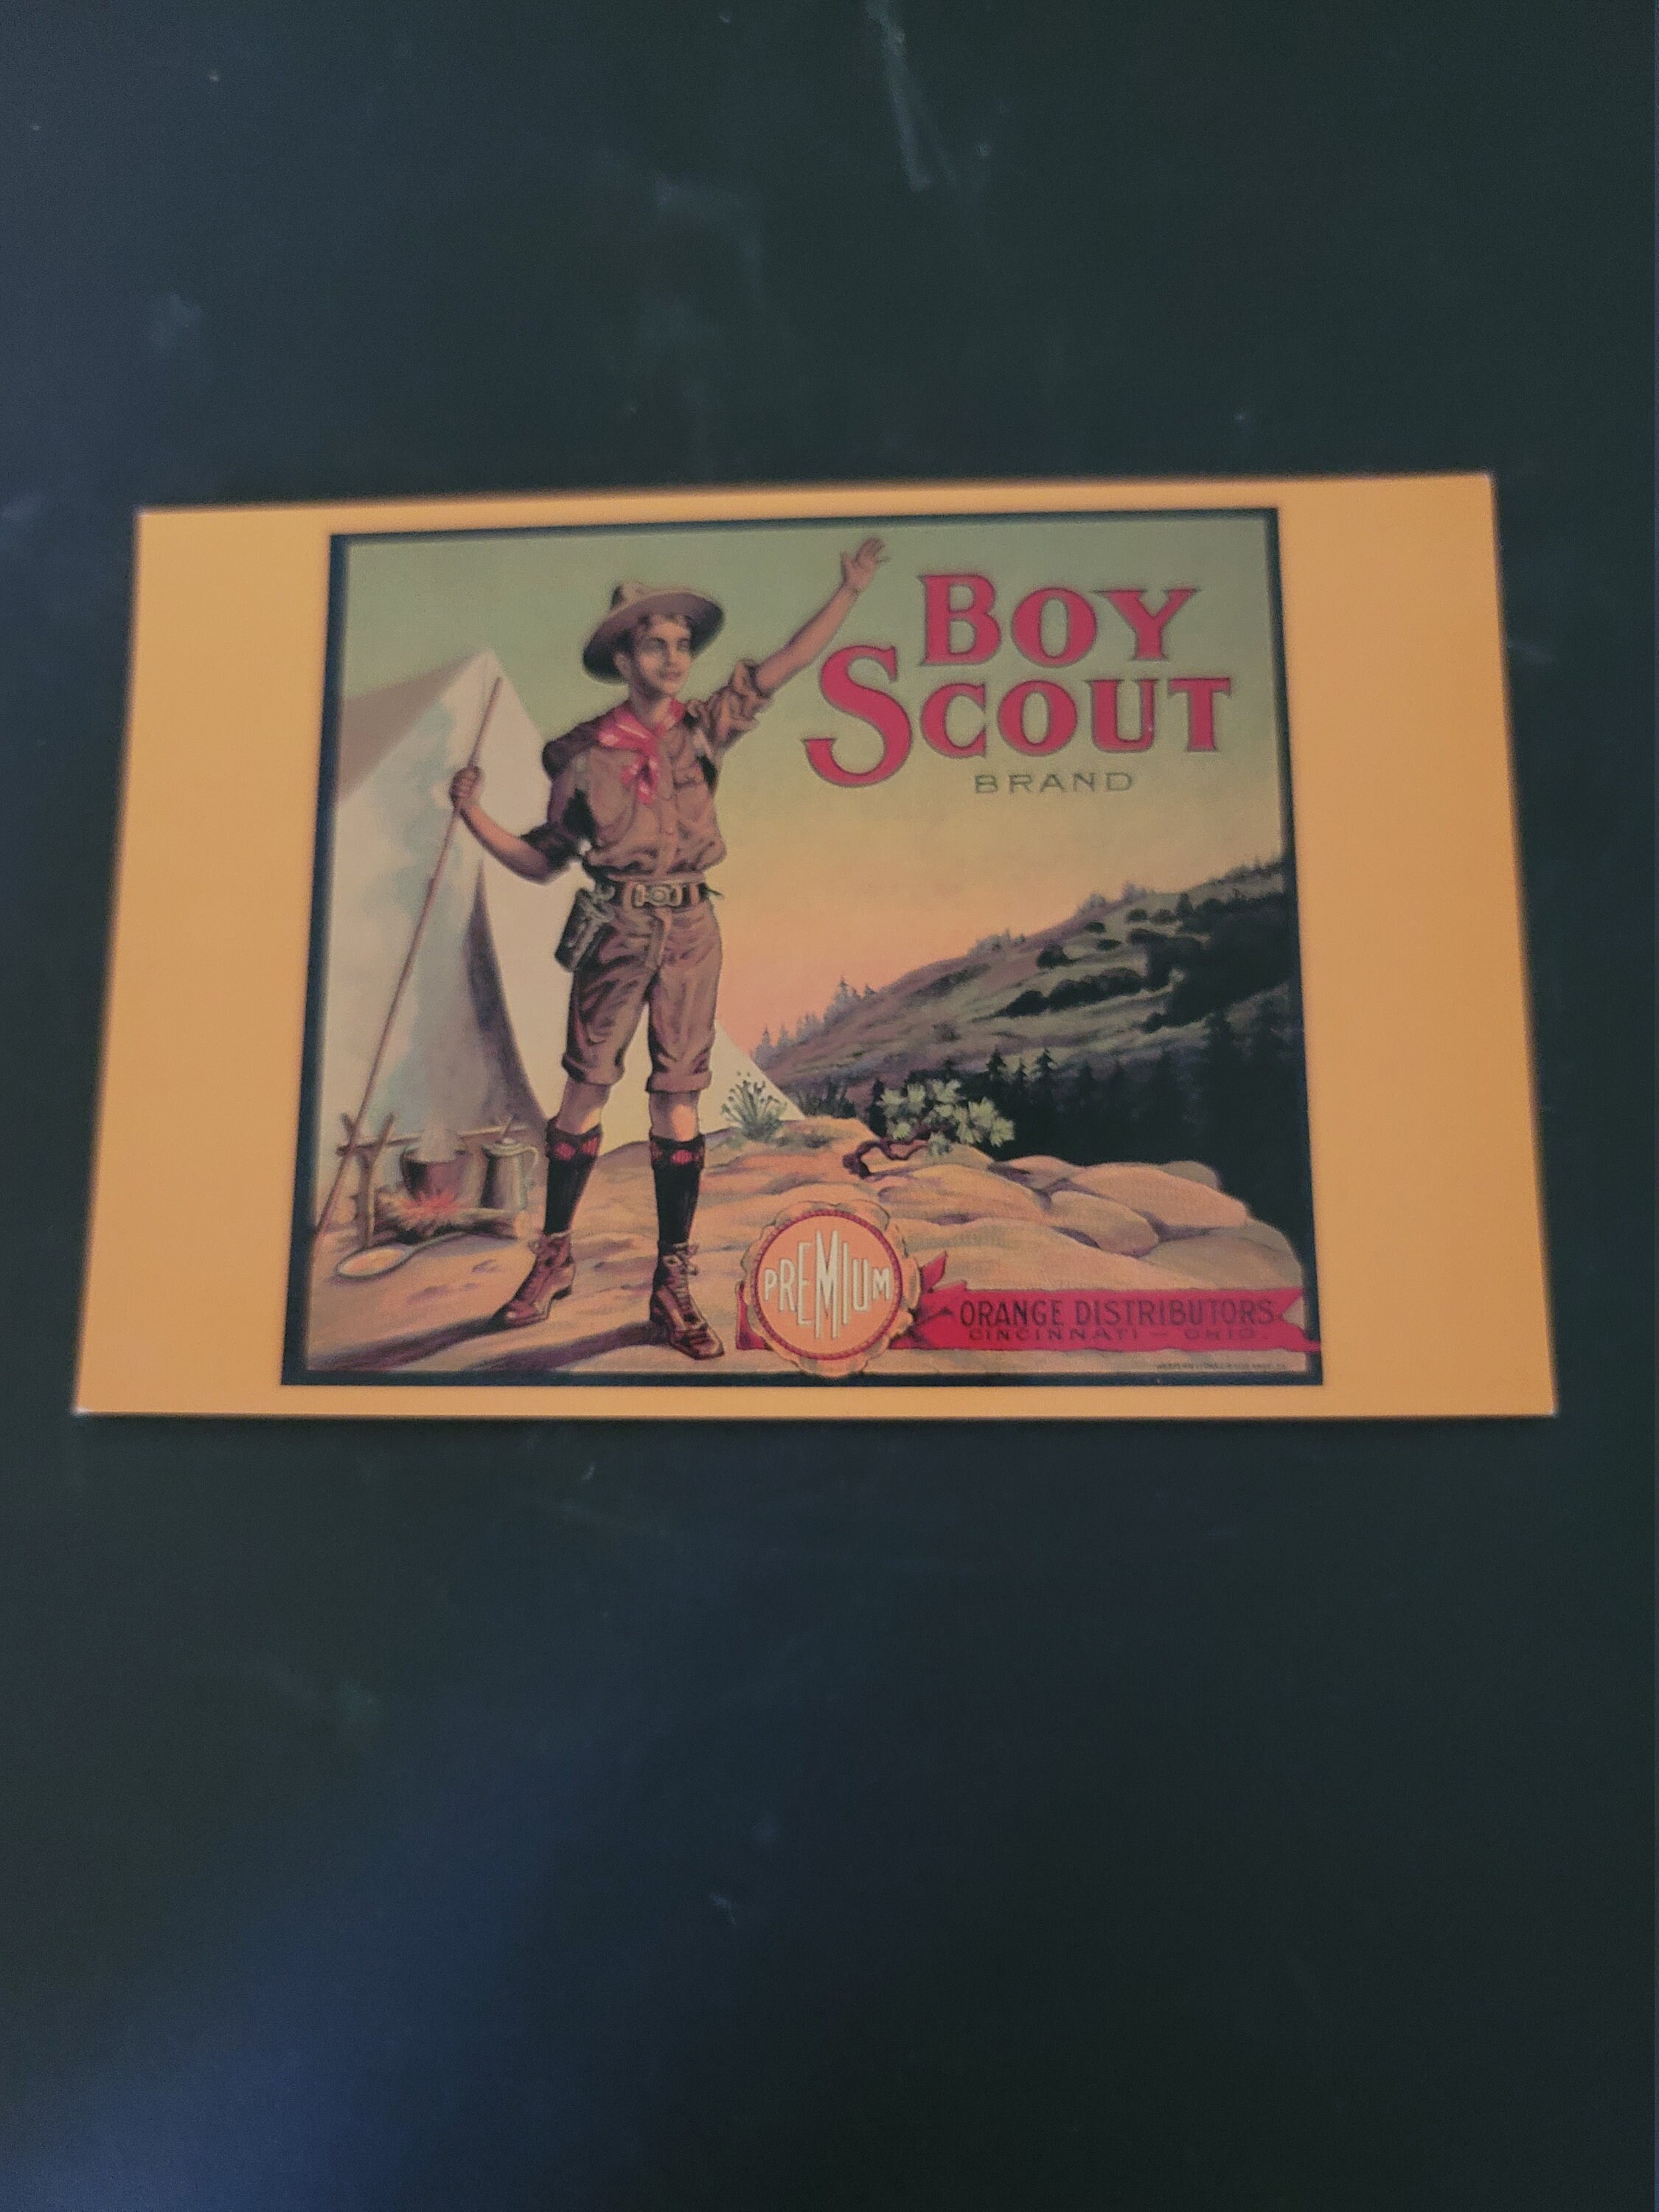 BOY
SCOUT
BRAND
PREMIUM
ORANGE DISTRIBUTORS
CINCINNATI — OHIO.